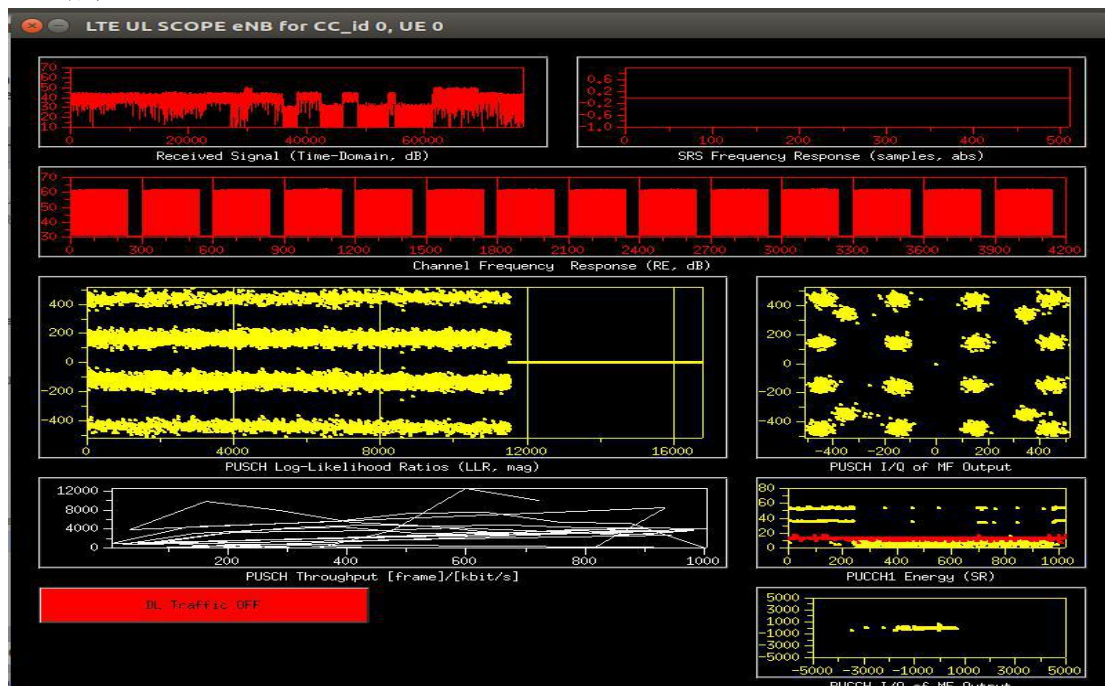 LTE UL SCOPE eNB for CC_id 0, UE 0
70
60
50
40
30
20
10
0 20000 40000 60000
Received Signal (Time-Domain, dB)
0.6
0.2
-0.2
-0.6
-1.0
0 100 200 300 400 500
SRS Frequency Response (samples, abs)
70
60
50
40
30
0 300 600 900 1200 1500 1800 2100 2400 2700 3000 3300 3600 3900 4200
Channel Frequency Response (RE, dB)
400
200
0
-200
-400
0 4000 8000 12000 16000
PUSCH Log-Likelihood Ratios (LLR, mag)
400
200
0
-200
-400
-400 -200 0 200 400
PUSCH I/Q of MF Output
12000
8000
4000
0
200 400 600 800 1000
PUSCH Throughput [frame]/[kbit/s]
80
60
40
20
0
0 200 400 600 800 1000
PUCCH1 Energy (SR)
DL Traffic OFF
5000
3000
1000
-1000
-3000
-5000
-5000 -3000 -1000 1000 3000 5000
PUCCH I/Q of MF Output